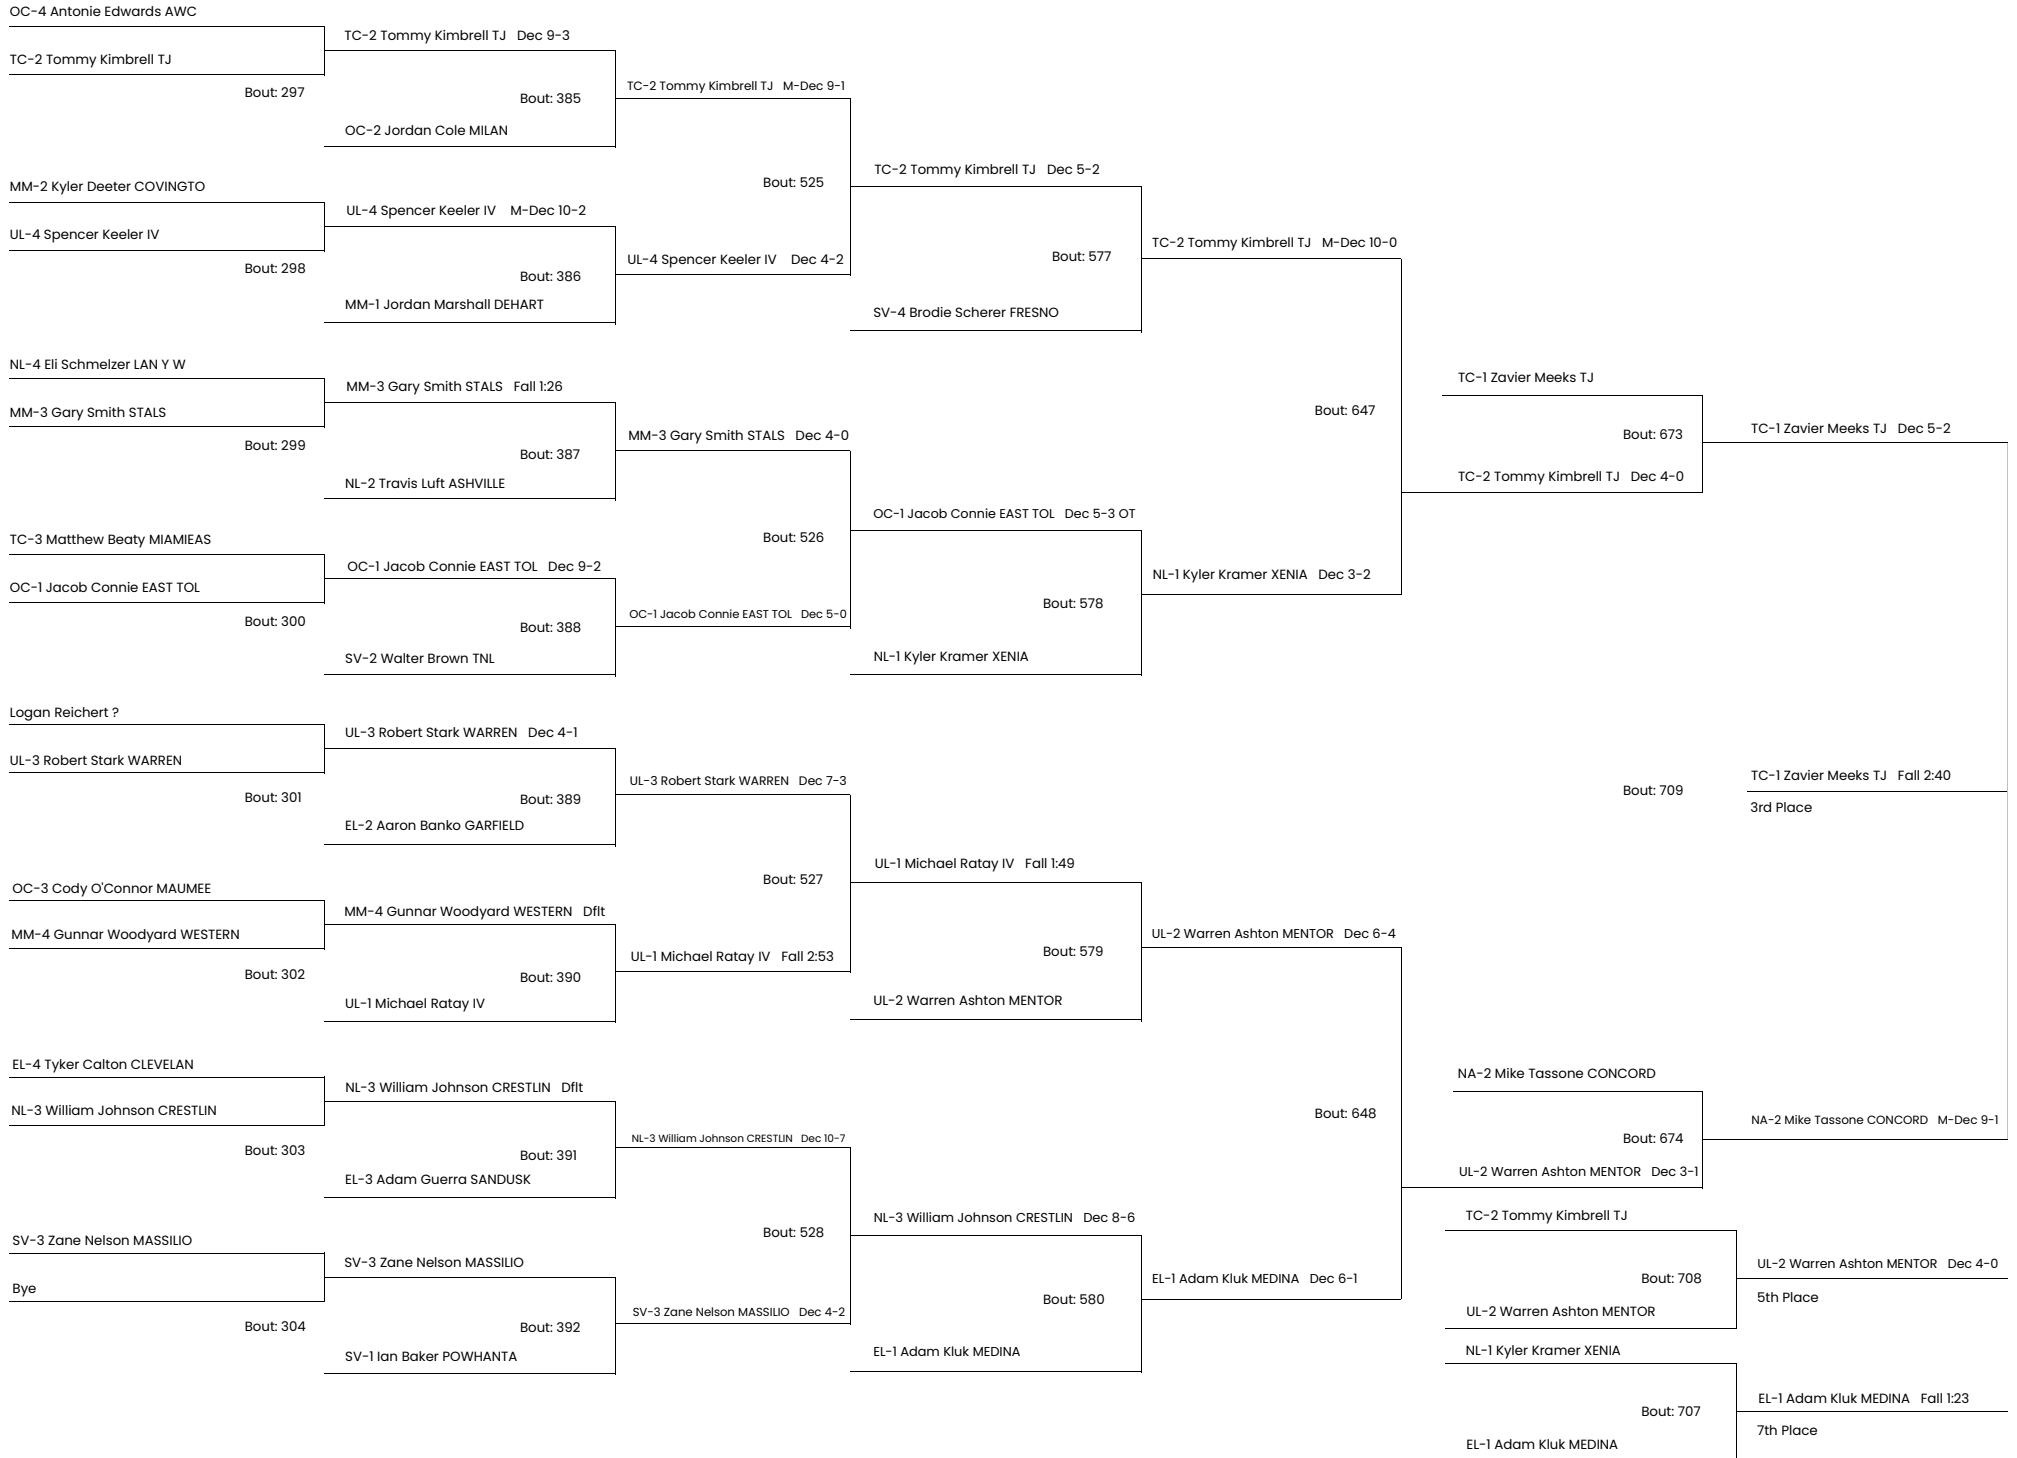 OC-4 Antonie Edwards AWC
TC-2 Tommy Kimbrell TJ
Bout: 297
MM-2 Kyler Deeter COVINGTO
UL-4 Spencer Keeler IV
Bout: 298
NL-4 Eli Schmelzer LAN Y W
MM-3 Gary Smith STALS
Bout: 299
TC-3 Matthew Beaty MIAMIEAS
OC-1 Jacob Connie EAST TOL
Bout: 300
Logan Reichert ?
UL-3 Robert Stark WARREN
Bout: 301
OC-3 Cody O'Connor MAUMEE
MM-4 Gunnar Woodyard WESTERN
Bout: 302
EL-4 Tyker Calton CLEVELAN
NL-3 William Johnson CRESTLIN
Bout: 303
SV-3 Zane Nelson MASSILIO
Bye
Bout: 304
TC-2 Tommy Kimbrell TJ Dec 9-3
Bout: 385
OC-2 Jordan Cole MILAN
UL-4 Spencer Keeler IV M-Dec 10-2
Bout: 386
MM-1 Jordan Marshall DEHART
MM-3 Gary Smith STALS Fall 1:26
Bout: 387
NL-2 Travis Luft ASHVILLE
OC-1 Jacob Connie EAST TOL Dec 9-2
Bout: 388
SV-2 Walter Brown TNL
UL-3 Robert Stark WARREN Dec 4-1
Bout: 389
EL-2 Aaron Banko GARFIELD
MM-4 Gunnar Woodyard WESTERN Dflt
Bout: 390
UL-1 Michael Ratay IV
NL-3 William Johnson CRESTLIN Dflt
Bout: 391
EL-3 Adam Guerra SANDUSK
SV-3 Zane Nelson MASSILIO
Bout: 392
SV-1 Ian Baker POWHANTA
TC-2 Tommy Kimbrell TJ M-Dec 9-1
Bout: 525
UL-4 Spencer Keeler IV Dec 4-2
MM-3 Gary Smith STALS Dec 4-0
Bout: 526
OC-1 Jacob Connie EAST TOL Dec 5-0
UL-3 Robert Stark WARREN Dec 7-3
Bout: 527
UL-1 Michael Ratay IV Fall 2:53
NL-3 William Johnson CRESTLIN Dec 10-7
Bout: 528
SV-3 Zane Nelson MASSILIO Dec 4-2
TC-2 Tommy Kimbrell TJ Dec 5-2
Bout: 577
SV-4 Brodie Scherer FRESNO
OC-1 Jacob Connie EAST TOL Dec 5-3 OT
Bout: 578
NL-1 Kyler Kramer XENIA
UL-1 Michael Ratay IV Fall 1:49
Bout: 579
UL-2 Warren Ashton MENTOR
NL-3 William Johnson CRESTLIN Dec 8-6
Bout: 580
EL-1 Adam Kluk MEDINA
TC-2 Tommy Kimbrell TJ M-Dec 10-0
Bout: 647
NL-1 Kyler Kramer XENIA Dec 3-2
UL-2 Warren Ashton MENTOR Dec 6-4
Bout: 648
EL-1 Adam Kluk MEDINA Dec 6-1
TC-1 Zavier Meeks TJ
Bout: 673
TC-2 Tommy Kimbrell TJ Dec 4-0
NA-2 Mike Tassone CONCORD
Bout: 674
UL-2 Warren Ashton MENTOR Dec 3-1
TC-1 Zavier Meeks TJ Dec 5-2
Bout: 709
TC-1 Zavier Meeks TJ Fall 2:40
3rd Place
NA-2 Mike Tassone CONCORD M-Dec 9-1
TC-2 Tommy Kimbrell TJ
Bout: 708
UL-2 Warren Ashton MENTOR
UL-2 Warren Ashton MENTOR Dec 4-0
5th Place
NL-1 Kyler Kramer XENIA
Bout: 707
EL-1 Adam Kluk MEDINA
EL-1 Adam Kluk MEDINA Fall 1:23
7th Place